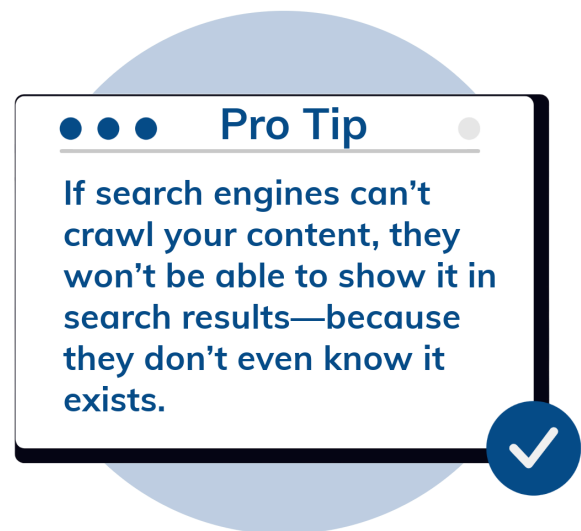 Pro Tip
If search engines can’t
crawl your content, they
won’t be able to show it in
search results—because
they don’t even know it
exists.